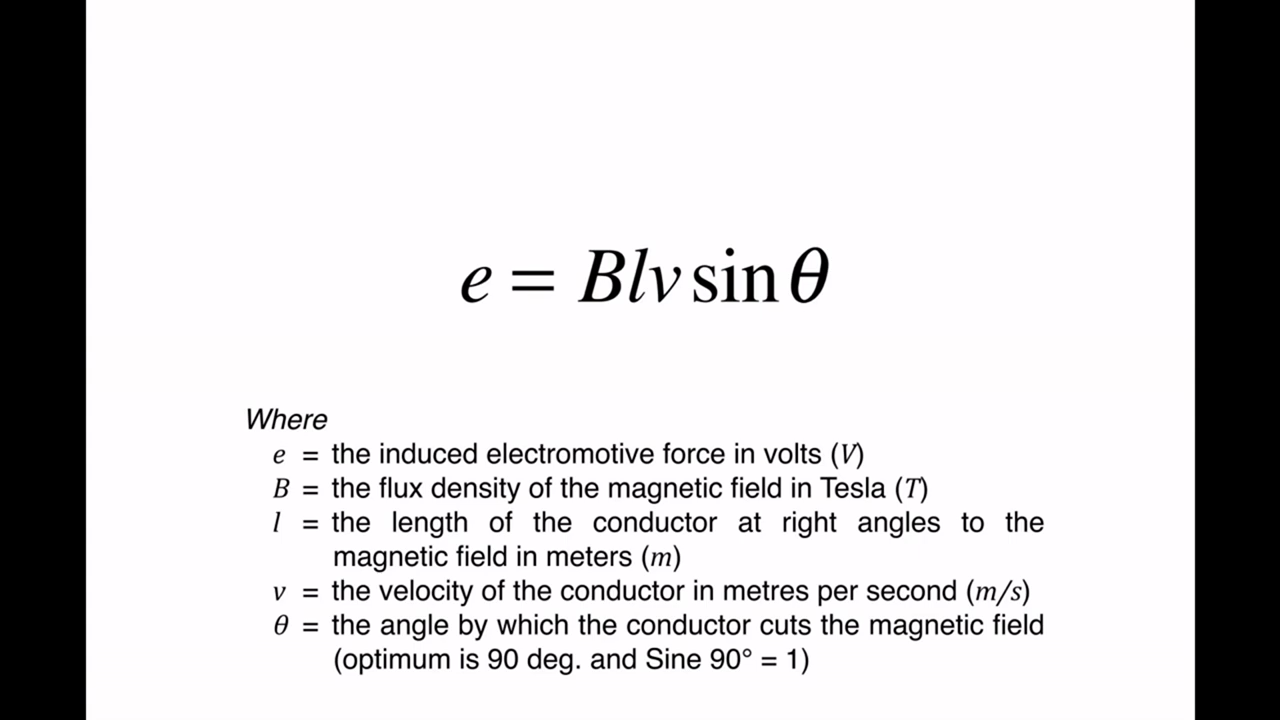 e = Blv sin θ
Where
e = the induced electromotive force in volts (V)
B = the flux density of the magnetic field in Tesla (T)
l = the length of the conductor at right angles to the
magnetic field in meters (m)
v = the velocity of the conductor in metres per second (m/s)
θ = the angle by which the conductor cuts the magnetic field
(optimum is 90 deg. and Sine 90° = 1)